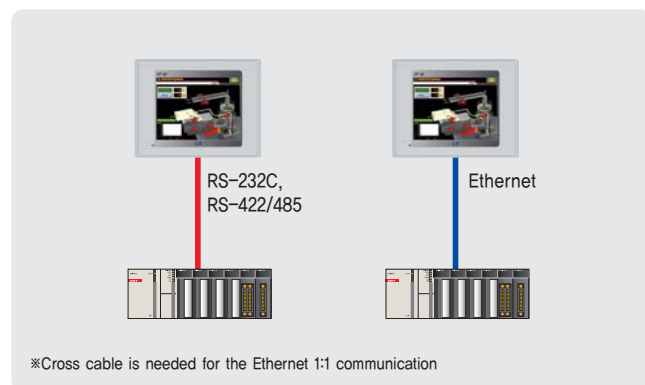 RS-232C,
RS-422/485
Ethernet
※Cross cable is needed for the Ethernet 1:1 communication